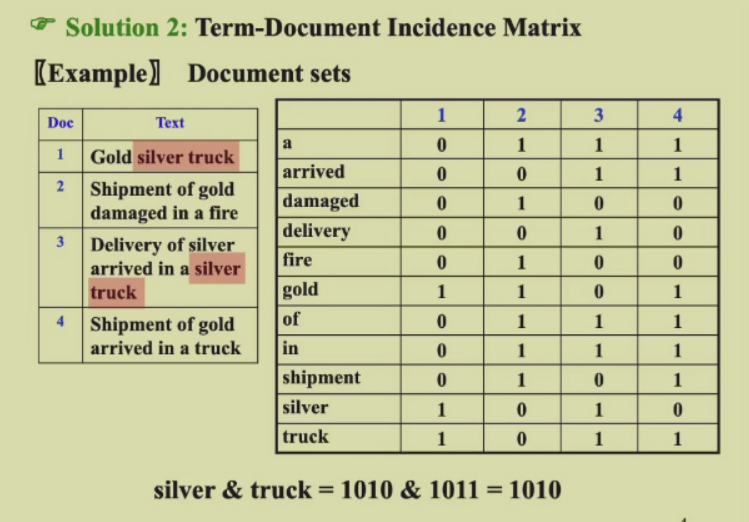 ☞ Solution 2: Term-Document Incidence Matrix
〖Example〗 Document sets
Doc Text
1 Gold silver truck
2 Shipment of gold
damaged in a fire
3 Delivery of silver
arrived in a silver
truck
4 Shipment of gold
arrived in a truck
1 2 3 4
a 0 1 1 1
arrived 0 0 1 1
damaged 0 1 0 0
delivery 0 0 1 0
fire 0 1 0 0
gold 1 1 0 1
of 0 1 1 1
in 0 1 1 1
shipment 0 1 0 1
silver 1 0 1 0
truck 1 0 1 1
silver & truck = 1010 & 1011 = 1010